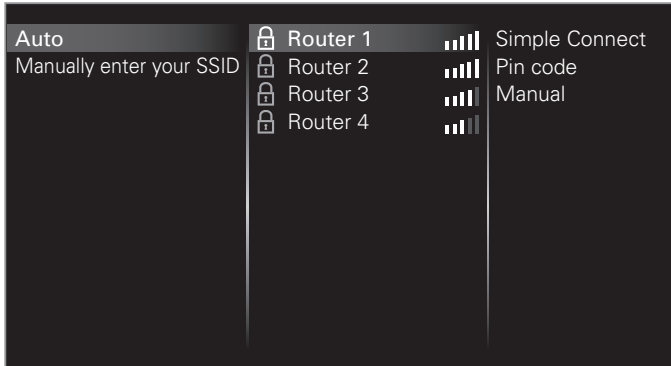 Auto
Manually enter your SSID
Router 1
Router 2
Router 3
Router 4
Simple Connect
Pin code
Manual